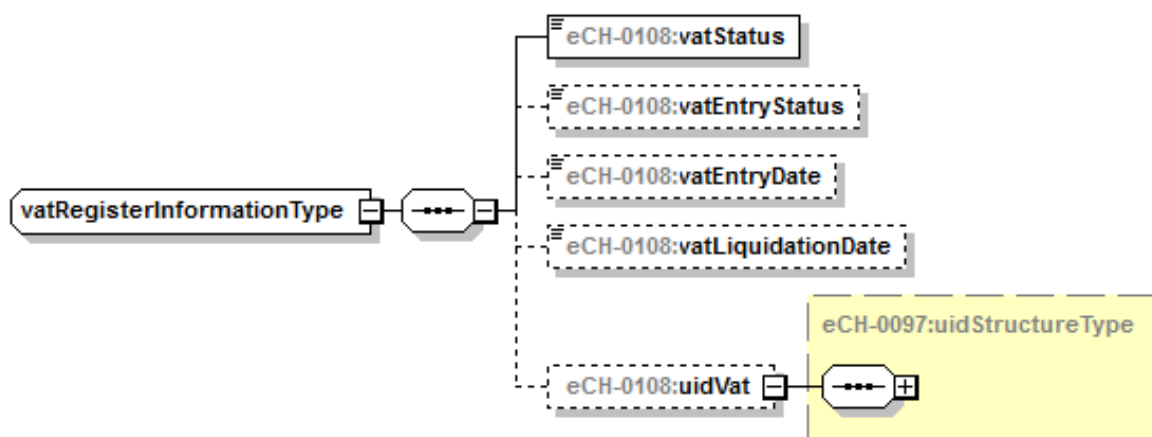 eCH-0108:vatStatus
eCH-0108:vatEntryStatus
eCH-0108:vatEntryDate
vatRegisterInformationType
eCH-0108:vatLiquidationDate
eCH-0097:uidStructureType
eCH-0108:uidVat